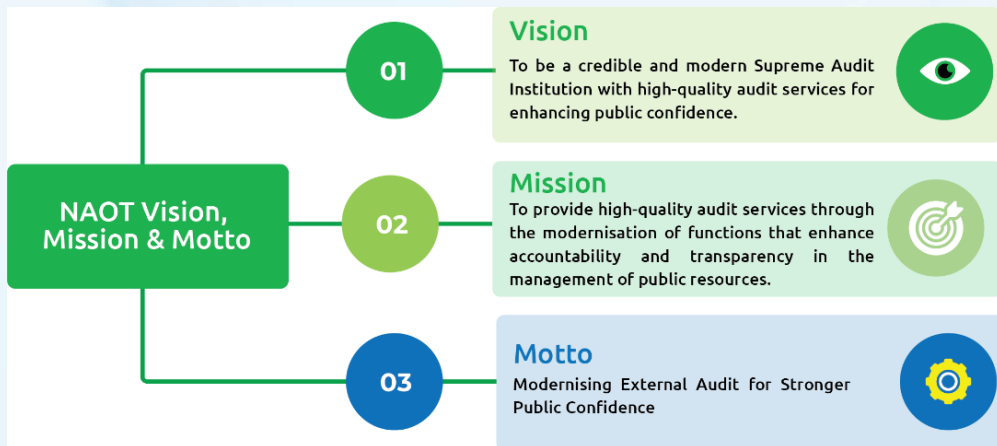 NAOT Vision,
Mission & Motto
01
Vision
To be a credible and modern Supreme Audit
Institution with high-quality audit services for
enhancing public confidence.
02
Mission
To provide high-quality audit services through
the modernisation of functions that enhance
accountability and transparency in the
management of public resources.
03
Motto
Modernising External Audit for Stronger
Public Confidence